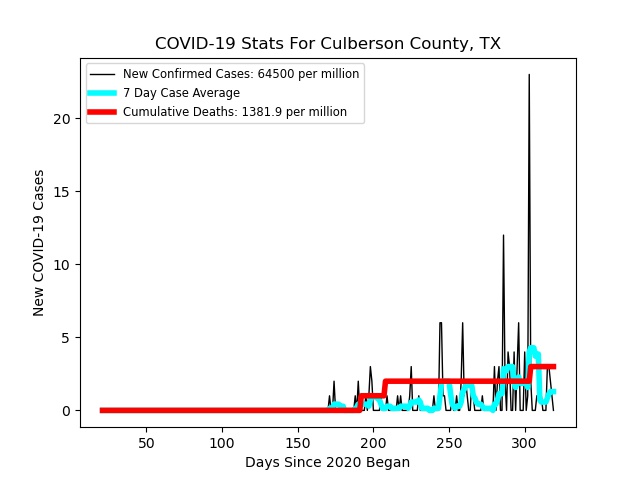 COVID-19 Stats For Culberson County, TX
New Confirmed Cases: 64500 per million
7 Day Case Average
Cumulative Deaths: 1381.9 per million
New COVID-19 Cases
20
15
10
5
0
50 100 150 200 250 300
Days Since 2020 Began